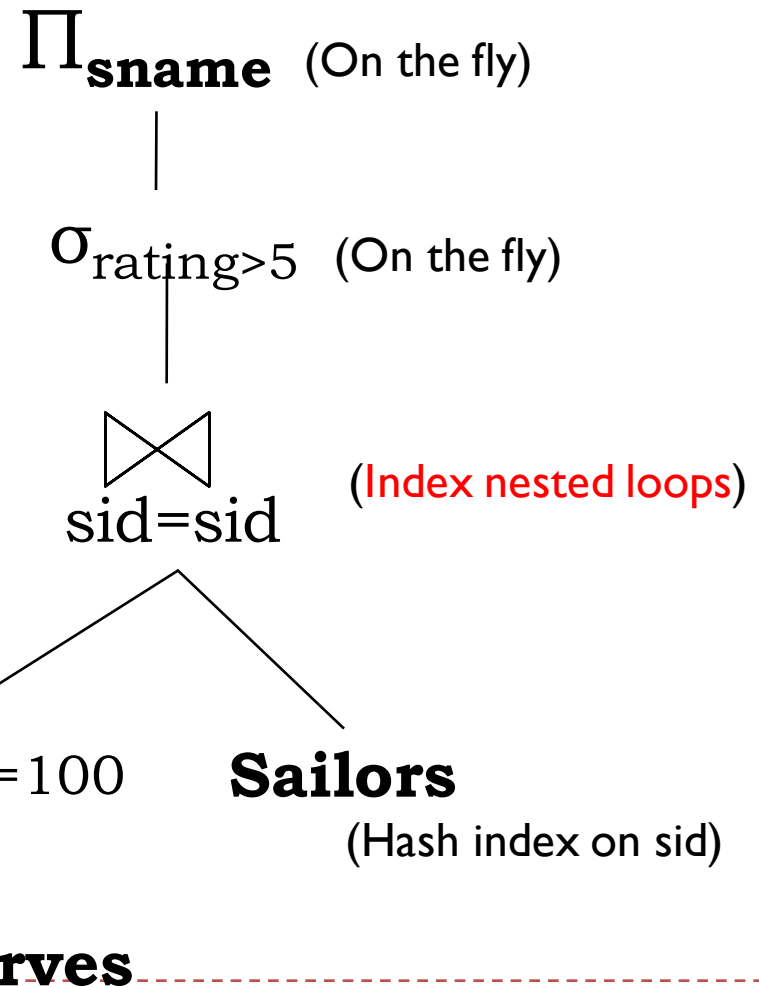 Πsname (On the fly)
σrating>5 (On the fly)
(Index nested loops)
sid=sid
=100 Sailors
(Hash index on sid)
rves